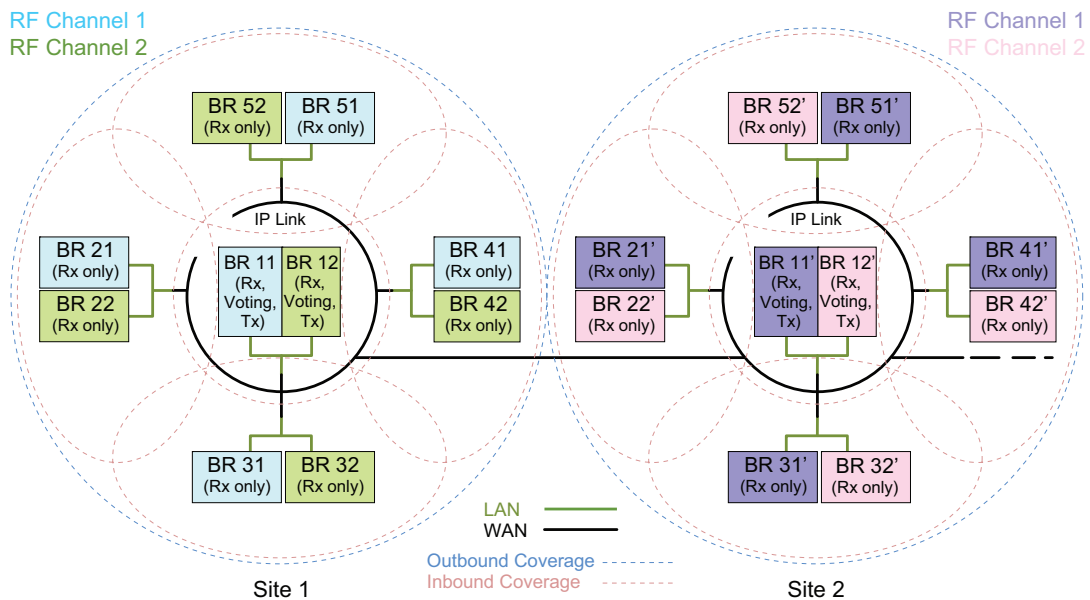 RF Channel 1
RF Channel 2
RF Channel 1
RF Channel 2
BR 52
(Rx only)
BR 51
(Rx only)
BR 52’
(Rx only)
BR 51’
(Rx only)
IP Link
IP Link
BR 21
(Rx only)
BR 22
(Rx only)
BR 11
(Rx,
Voting,
Tx)
BR 12
(Rx,
Voting,
Tx)
BR 41
(Rx only)
BR 42
(Rx only)
BR 21’
(Rx only)
BR 22’
(Rx only)
BR 11’
(Rx,
Voting,
Tx)
BR 12’
(Rx,
Voting,
Tx)
BR 41’
(Rx only)
BR 42’
(Rx only)
BR 31
(Rx only)
BR 32
(Rx only)
BR 31’
(Rx only)
BR 32’
(Rx only)
LAN
WAN
Outbound Coverage
Inbound Coverage
Site 1
Site 2